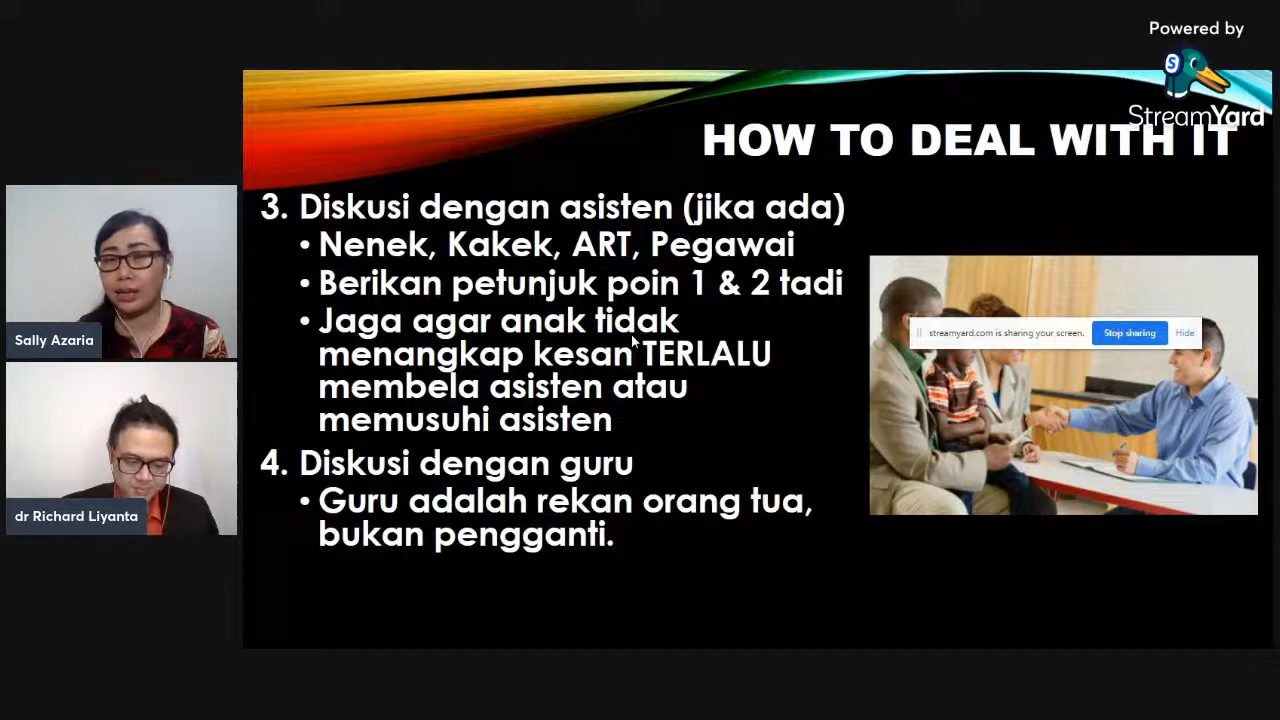 Powered by
StreamYard
HOW TO DEAL WITH IT
3. Diskusi dengan asisten (jika ada)
• Nenek, Kakek, ART, Pegawai
• Berikan petunjuk poin 1 & 2 tadi
• Jaga agar anak tidak
menangkap kesan TERLALU
membela asisten atau
memusuhi asisten
4. Diskusi dengan guru
• Guru adalah rekan orang tua,
bukan pengganti.
streamyard.com is sharing your screen.
Stop sharing
Hide
Sally Azaria
dr Richard Liyanta